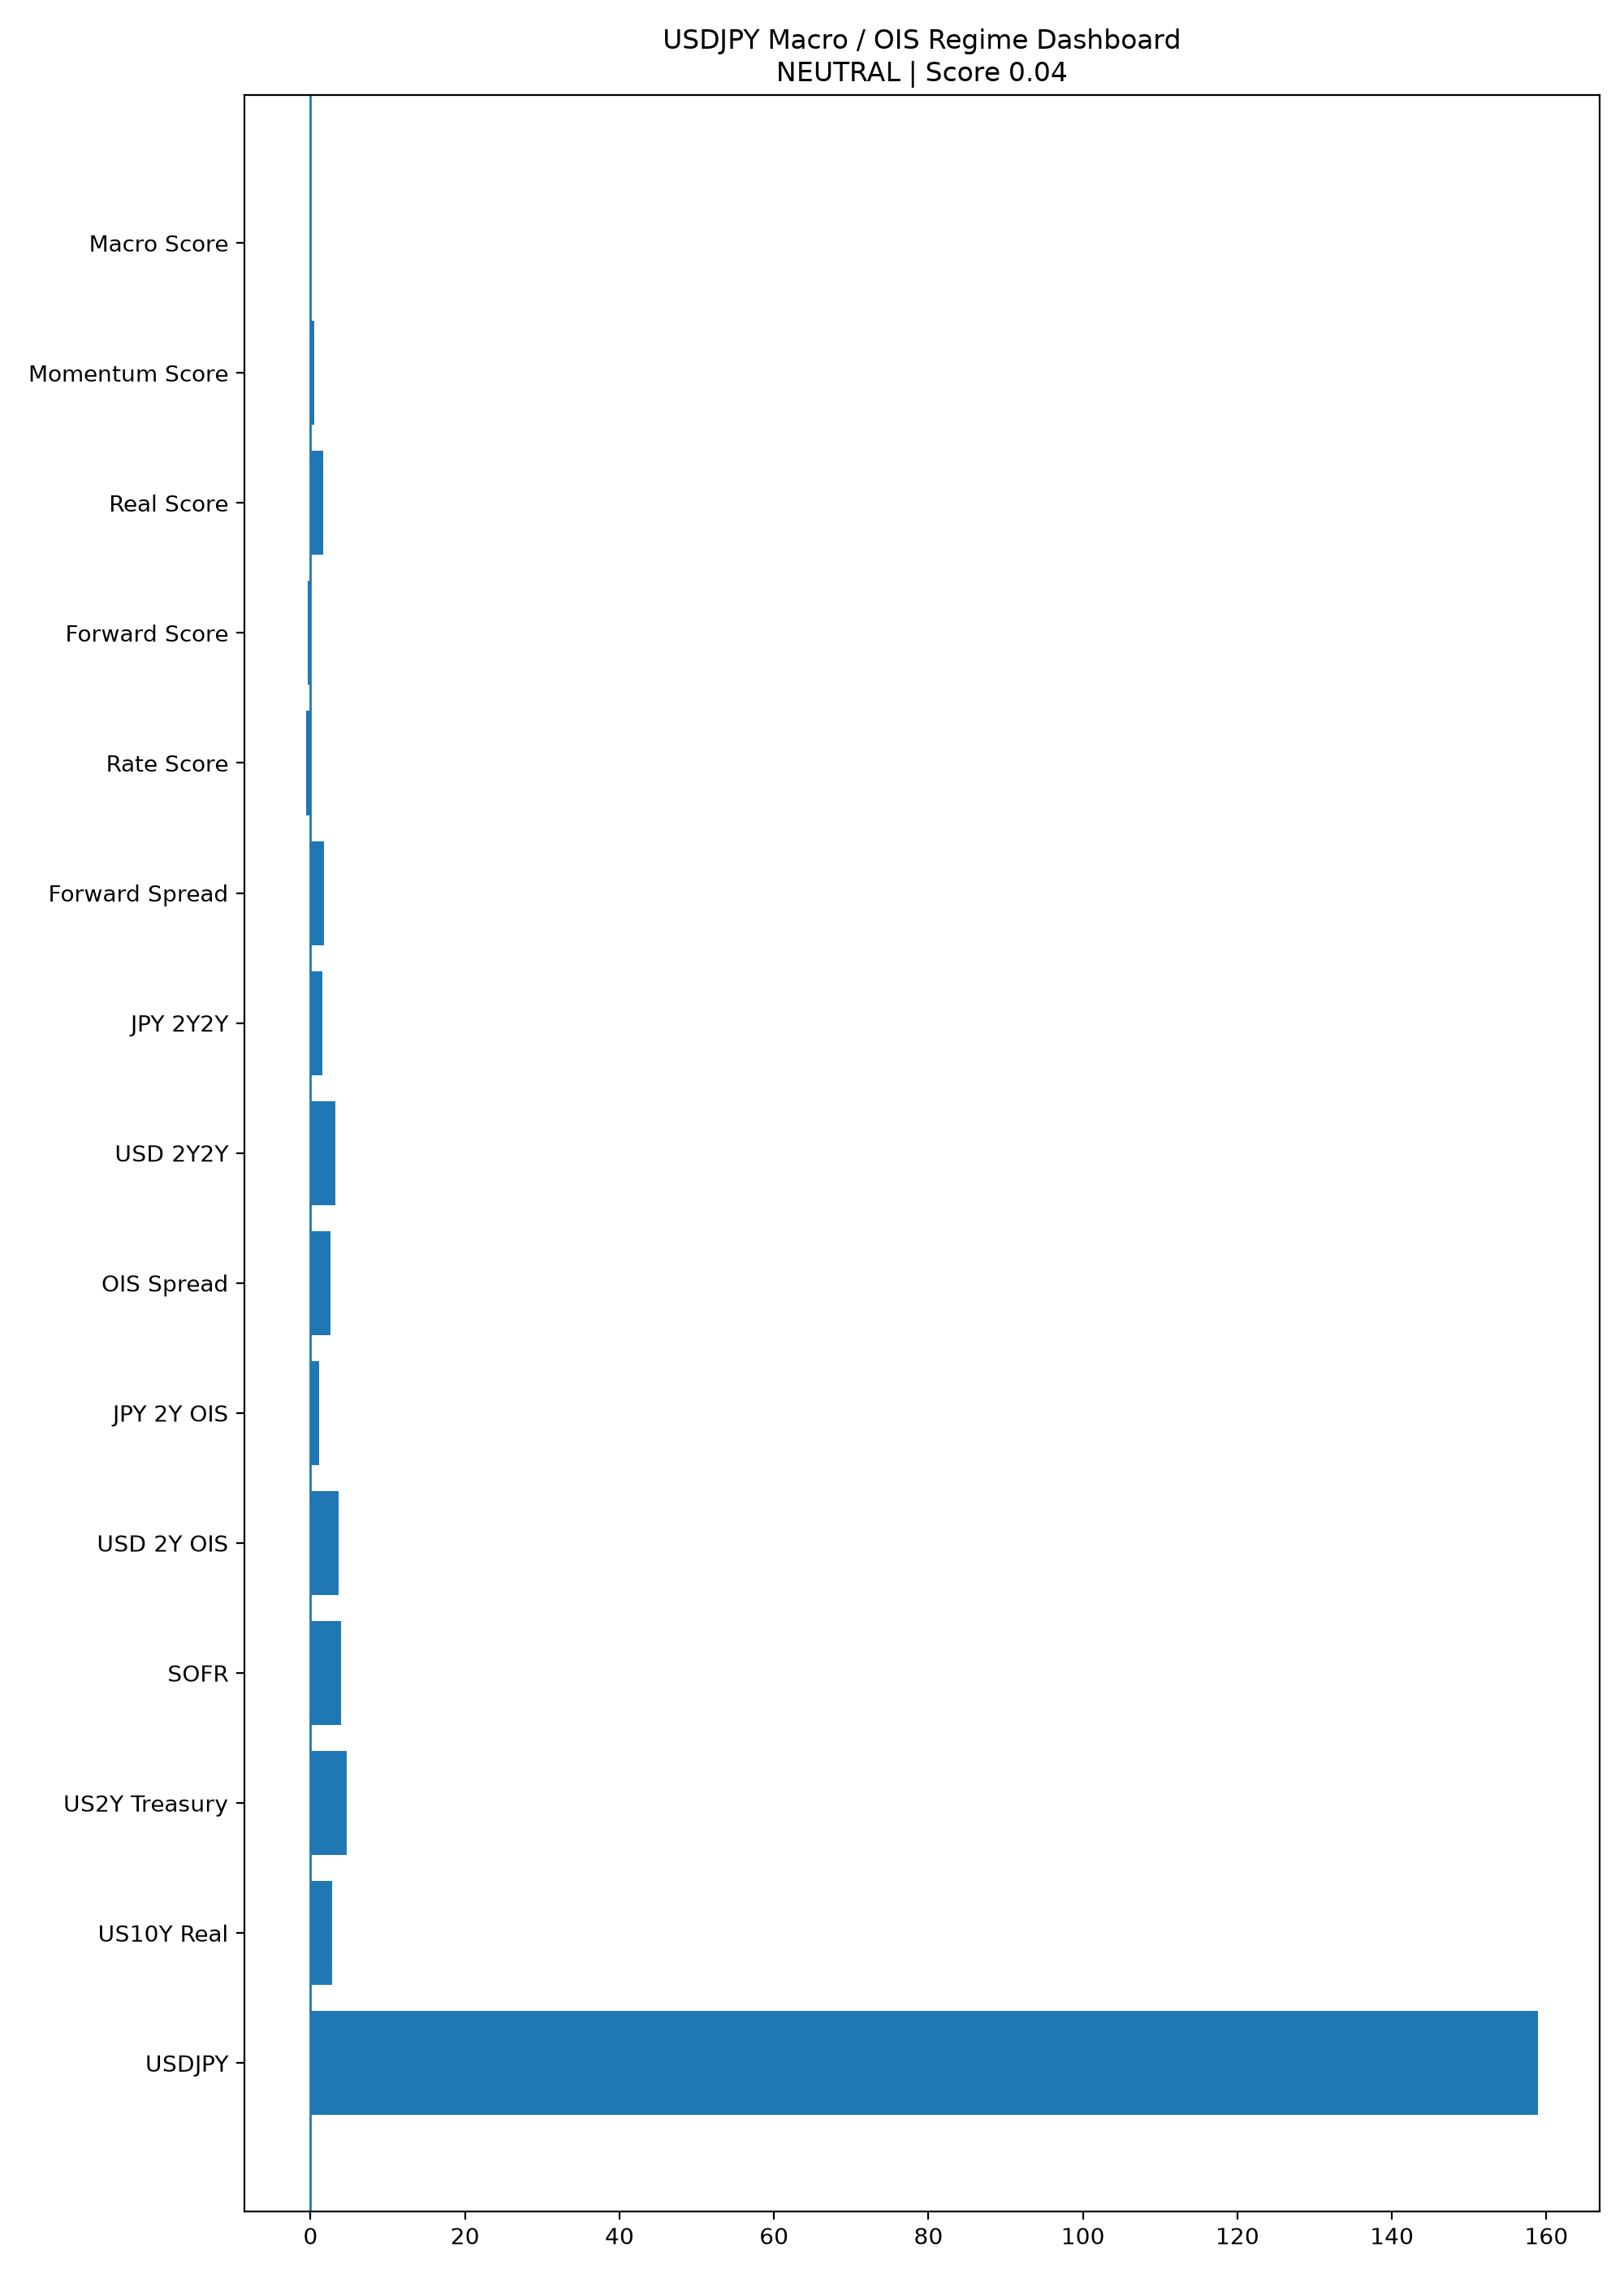 USDJPY Macro / OIS Regime Dashboard
NEUTRAL | Score 0.04
Macro Score
Momentum Score
Real Score
Forward Score
Rate Score
Forward Spread
JPY 2Y2Y
USD 2Y2Y
OIS Spread
JPY 2Y OIS
USD 2Y OIS
SOFR
US2Y Treasury
US10Y Real
USDJPY
0 20 40 60 80 100 120 140 160